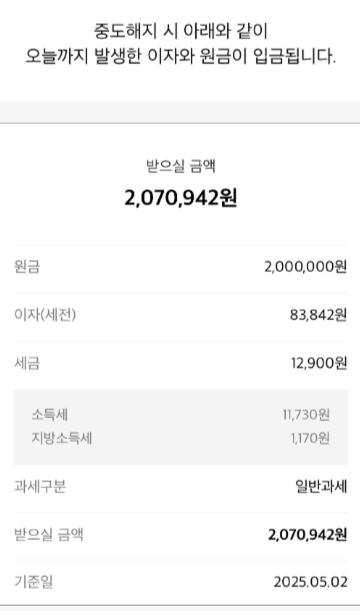 중도해지 시 아래와 같이
오늘까지 발생한 이자와 원금이 입금됩니다.
받으실 금액
2,070,942원
원금 2,000,000원
이자(세전) 83,842원
세금 12,900원
소득세 11,730원
지방소득세 1,170원
과세구분 일반과세
받으실 금액 2,070,942원
기준일 2025.05.02